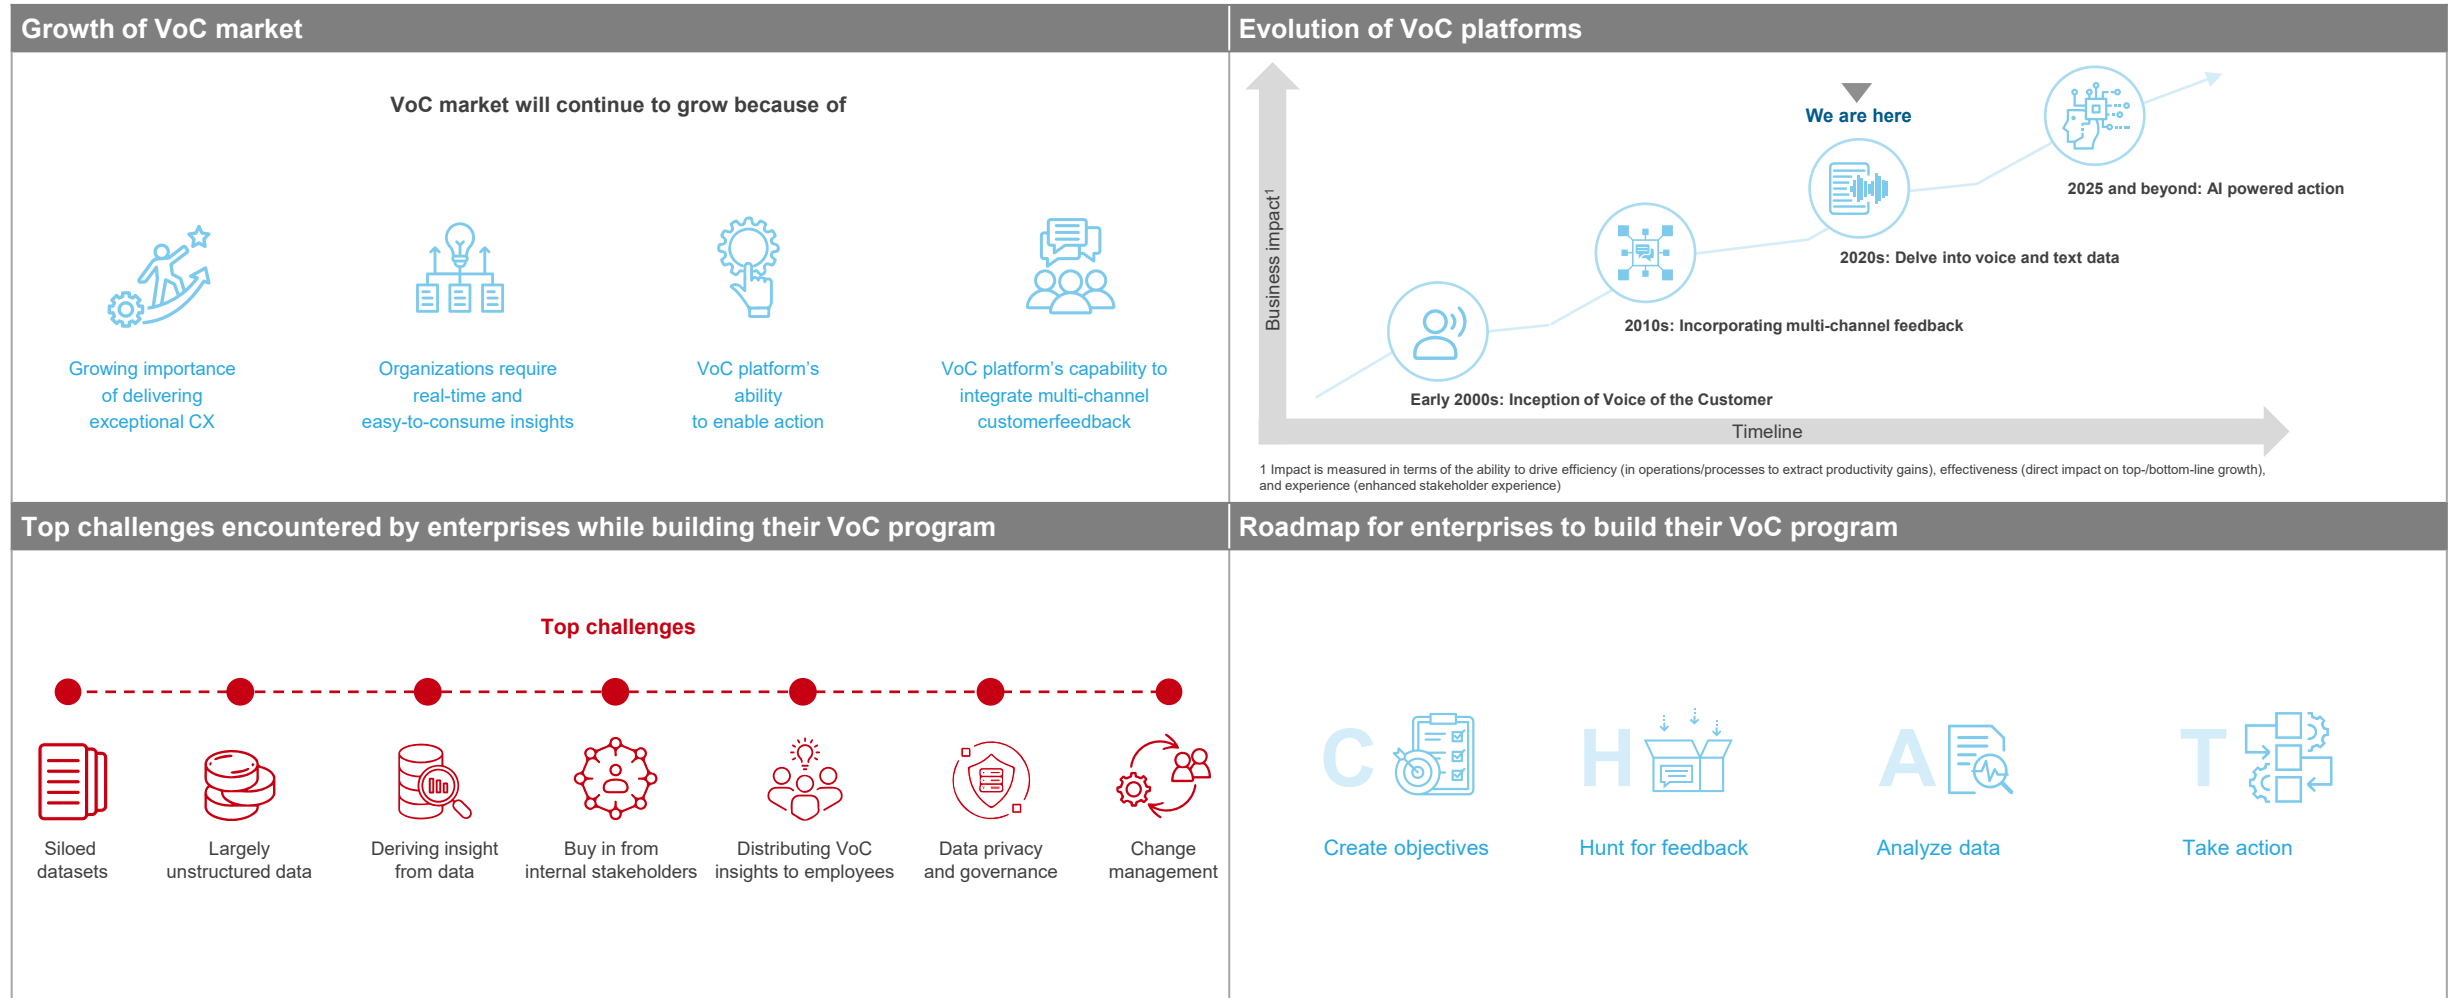 Growth of VoC market
VoC market will continue to grow because of
Growing importance
of delivering
exceptional CX
Organizations require
real-time and
easy-to-consume insights
VoC platform’s
ability
to enable action
VoC platform’s capability to
integrate multi-channel
customerfeedback
Evolution of VoC platforms
Business impact1
We are here
2025 and beyond: AI powered action
2020s: Delve into voice and text data
2010s: Incorporating multi-channel feedback
Early 2000s: Inception of Voice of the Customer
Timeline
1 Impact is measured in terms of the ability to drive efficiency (in operations/processes to extract productivity gains), effectiveness (direct impact on top-/bottom-line growth),
and experience (enhanced stakeholder experience)
Top challenges encountered by enterprises while building their VoC program
Top challenges
Siloed
datasets
Largely
unstructured data
Deriving insight
from data
Buy in from
internal stakeholders
Distributing VoC
insights to employees
Data privacy
and governance
Change
management
Roadmap for enterprises to build their VoC program
C
H
A
T
Create objectives
Hunt for feedback
Analyze data
Take action